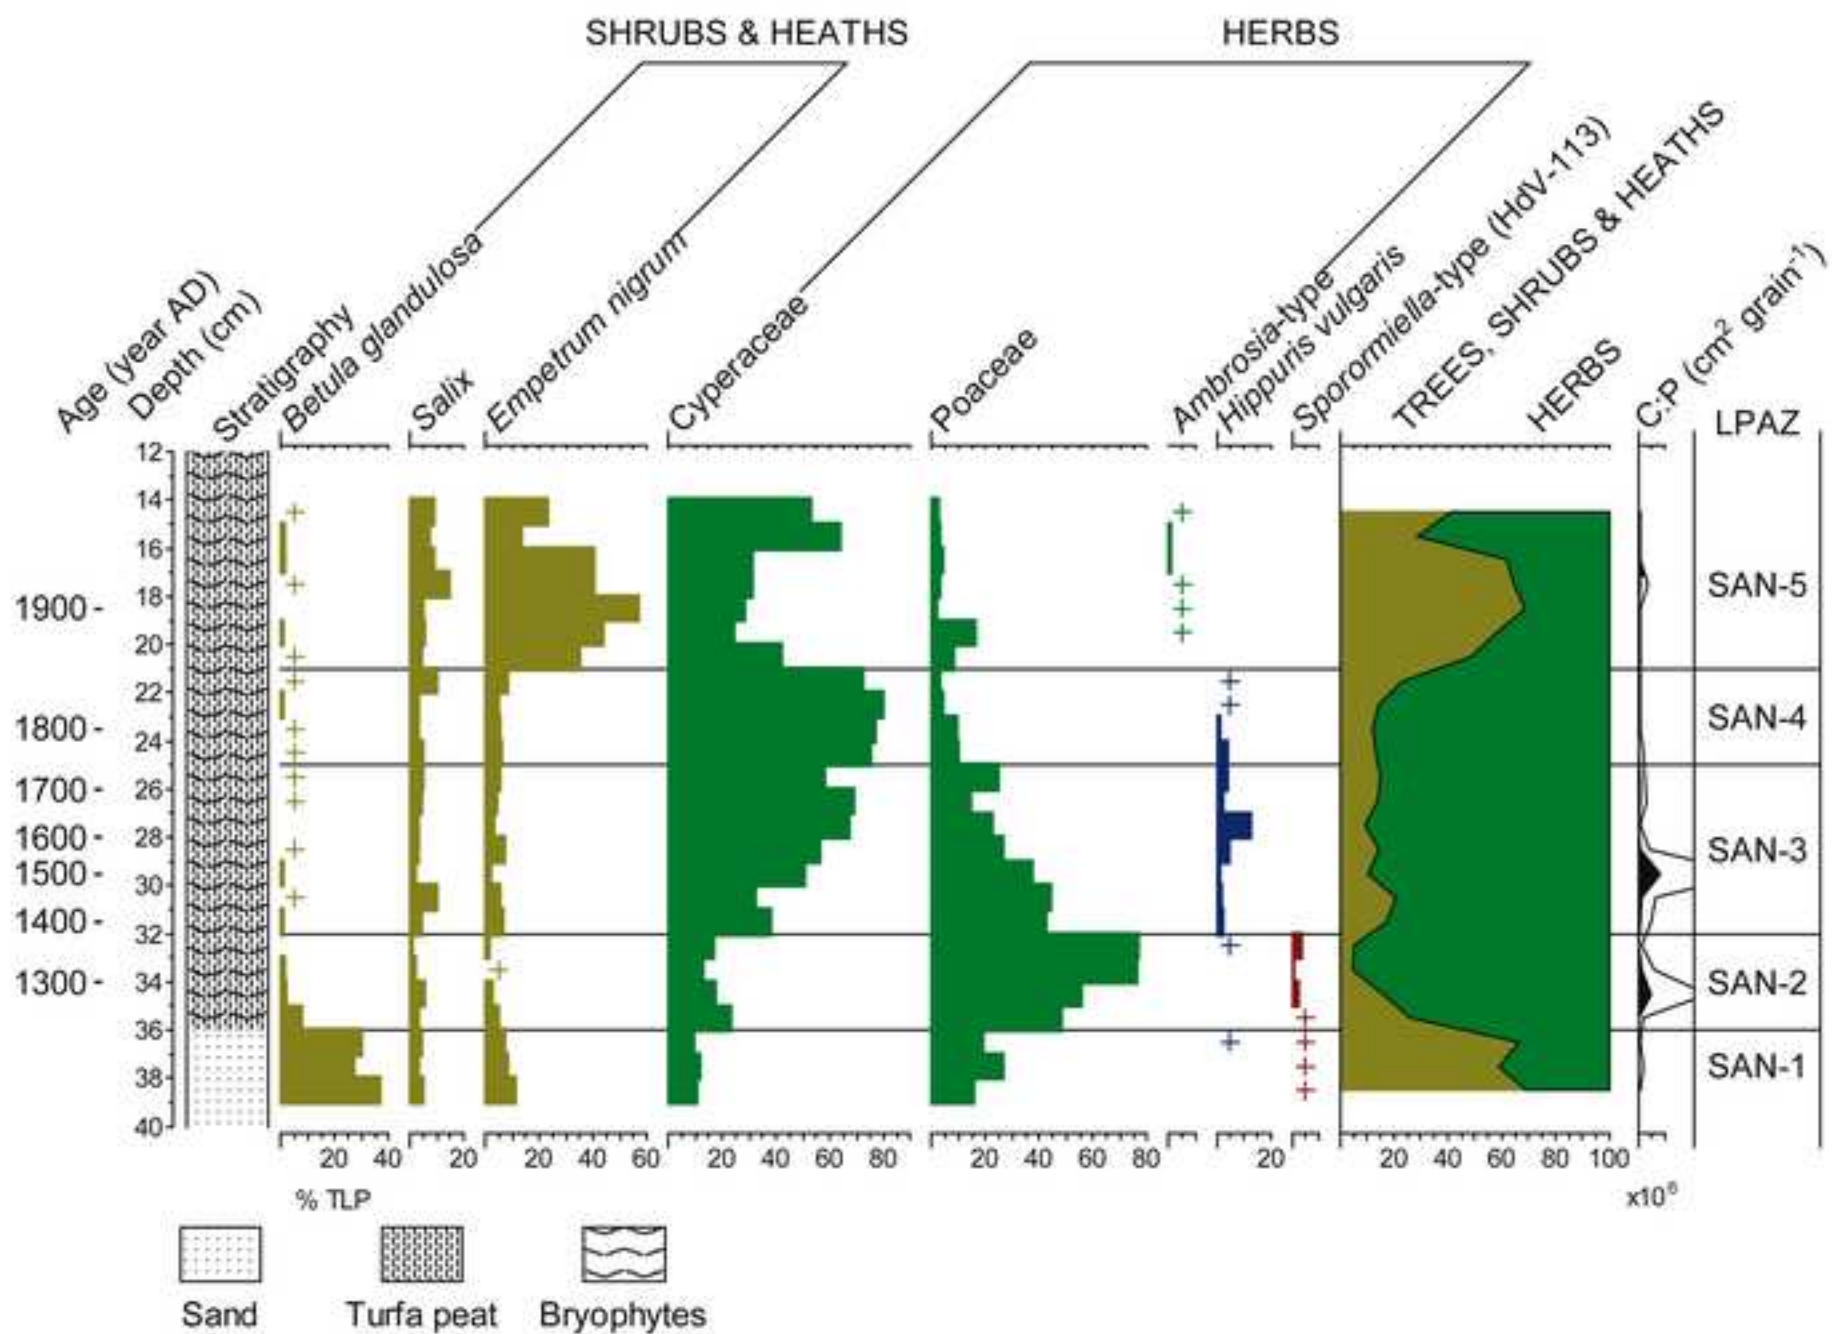 SHRUBS & HEATHS
HERBS
Age (year AD)
Depth (cm)
Stratigraphy
Betula glandulosa
Salix
Empetrum nigrum
Cyperaceae
Poaceae
Ambrosia-type
Hippuris vulgaris
Sporormiella-type (HdV-113)
TREES, SHRUBS & HEATHS
HERBS
C:P (cm² grain⁻¹)
LPAZ
12
14
16
1900
18
SAN-5
20
22
1800
24
SAN-4
1700
26
1600
28
SAN-3
1500
30
1400
32
1300
34
SAN-2
36
38
SAN-1
40
20 40 20 20 40 60 20 40 60 80 20 40 60 80 20 20 40 60 80 100
% TLP
x10⁶
Sand
Turfa peat
Bryophytes